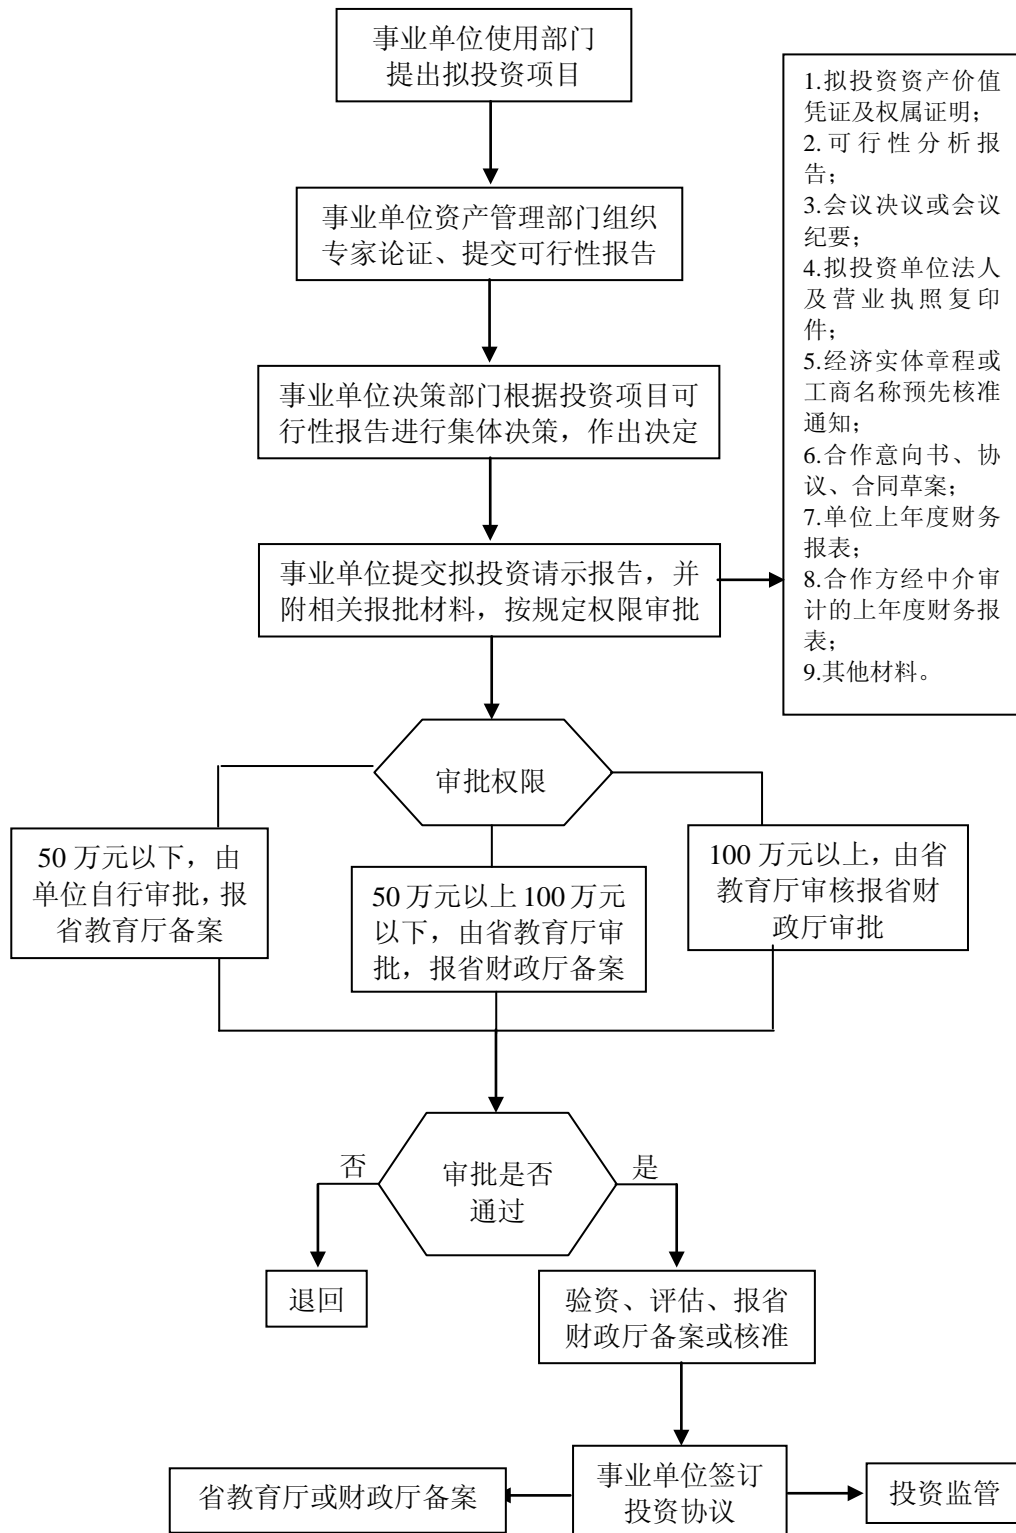 事业单位使用部门
提出拟投资项目
1.拟投资资产价值
凭证及权属证明；
2.可行性分析报
告；
3.会议决议或会议
纪要；
4.拟投资单位法人
及营业执照复印
件；
5.经济实体章程或
工商名称预先核准
通知；
6.合作意向书、协
议、合同草案；
7.单位上年度财务
报表；
8.合作方经中介审
计的上年度财务报
表；
9.其他材料。
事业单位资产管理部门组织
专家论证、提交可行性报告
事业单位决策部门根据投资项目可
行性报告进行集体决策，作出决定
事业单位提交拟投资请示报告，并
附相关报批材料，按规定权限审批
审批权限
50 万元以下，由
单位自行审批，报
省教育厅备案
50 万元以上 100 万元
以下，由省教育厅审
批，报省财政厅备案
100 万元以上，由省
教育厅审核报省财
政厅审批
否
审批是否
通过
是
退回
验资、评估、报省
财政厅备案或核准
省教育厅或财政厅备案
事业单位签订
投资协议
投资监管